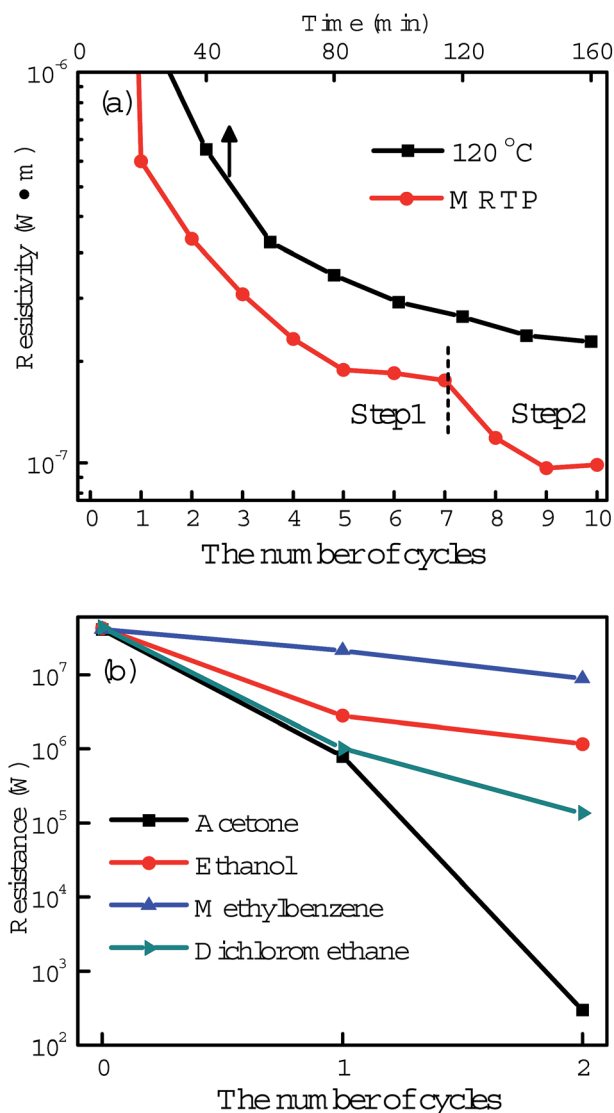 Time (min)
0 40 80 120 160
10^-6
(a)
120 °C
MRTP
Resistivity (W • m)
Step1
Step2
10^-7
0 1 2 3 4 5 6 7 8 9 10
The number of cycles
(b)
10^7
10^6
10^5
10^4
10^3
10^2
Resistance (W)
Acetone
Ethanol
Methylbenzene
Dichloromethane
0 1 2
The number of cycles